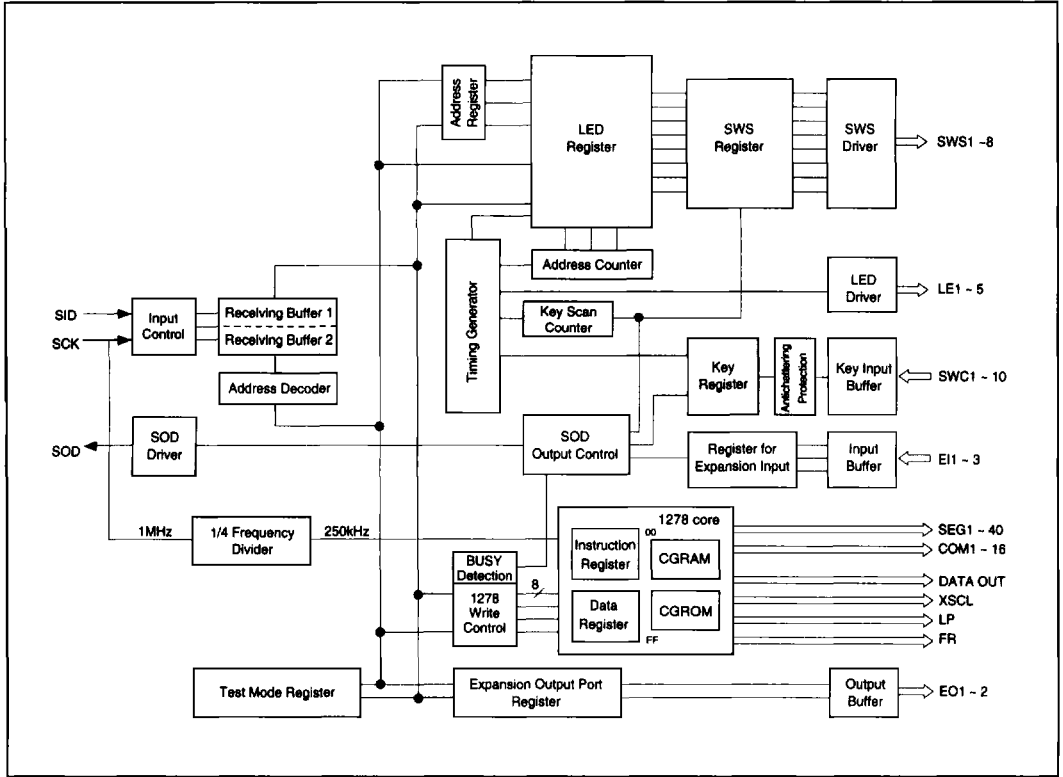 Address
Register
LED
Register
SWS
Register
SWS
Driver
SWS1 ~8
Address Counter
Timing Generator
LED
Driver
LE1 ~ 5
SID
SCK
Input
Control
Receiving Buffer 1
Receiving Buffer 2
Key Scan
Counter
Address Decoder
Key
Register
Antichattering
Protection
Key Input
Buffer
SWC1 ~ 10
SOD
SOD
Driver
SOD
Output Control
Register for
Expansion Input
Input
Buffer
EI1 ~ 3
1MHz
1/4 Frequency
Divider
250kHz
1278 core
00
Instruction
Register
CGRAM
Data
Register
CGROM
FF
SEG1 ~ 40
COM1 ~ 16
DATA OUT
XSCL
LP
FR
BUSY
Detection
8
1278
Write
Control
Test Mode Register
Expansion Output Port
Register
Output
Buffer
EO1 ~ 2